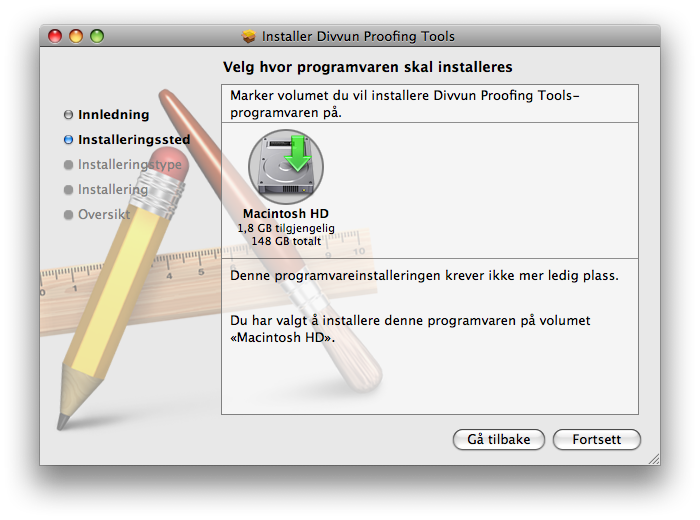 Installer Divvun Proofing Tools
Velg hvor programvaren skal installeres
Innledning
Installeringssted
Installeringstype
Installering
Oversikt
Marker volumet du vil installere Divvun Proofing Tools-
programvaren på.
Macintosh HD
1,8 GB tilgjengelig
148 GB totalt
Denne programvareinstalleringen krever ikke mer ledig plass.
Du har valgt å installere denne programvaren på volumet
«Macintosh HD».
Gå tilbake
Fortsett